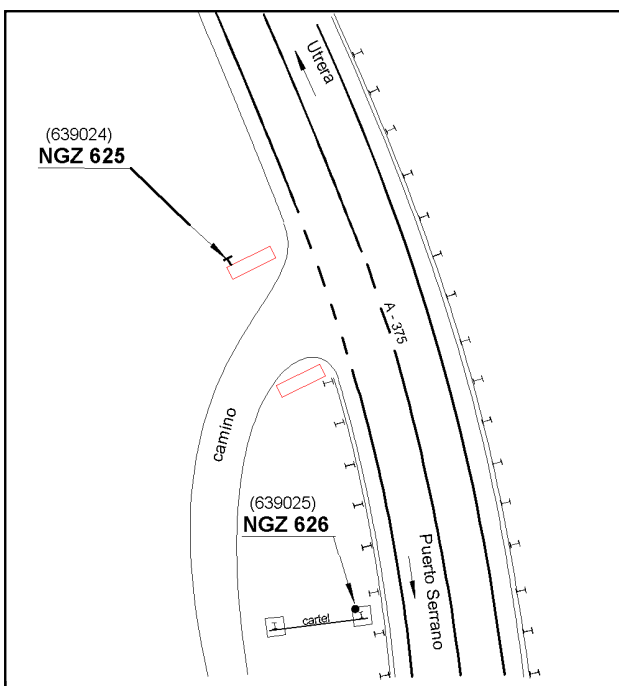 Utrera
(639024)
NGZ 625
A - 375
camino
(639025)
NGZ 626
Puerto Serrano
cartel